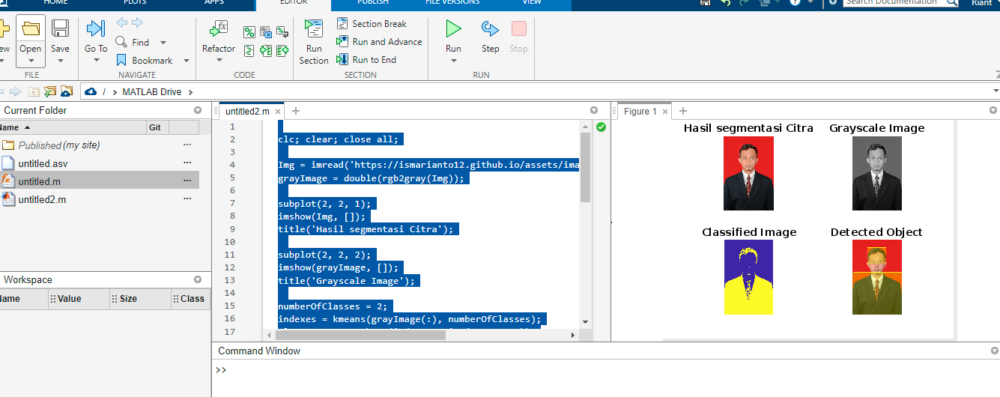 HOME PLOTS APPS EDITOR PUBLISH FILE VERSIONS VIEW Search Documentation Riant
Open Save Go To Find Bookmark Refactor Run Section Section Break Run and Advance Run to End Run Step Stop
FILE NAVIGATE CODE SECTION RUN
/ MATLAB Drive
Current Folder
Name Git
Published (my site)
untitled.asv
untitled.m
untitled2.m
Workspace
Name Value Size Class
untitled2.m
1
2 clc; clear; close all;
3
4 Img = imread('https://ismarianto12.github.io/assets/ima
5 grayImage = double(rgb2gray(Img));
6
7 subplot(2, 2, 1);
8 imshow(Img, []);
9 title('Hasil segmentasi Citra');
10
11 subplot(2, 2, 2);
12 imshow(grayImage, []);
13 title('Grayscale Image');
14
15 numberOfClasses = 2;
16 indexes = kmeans(grayImage(:), numberOfClasses);
17
Figure 1
Hasil segmentasi Citra Grayscale Image
Classified Image Detected Object
Command Window
>>